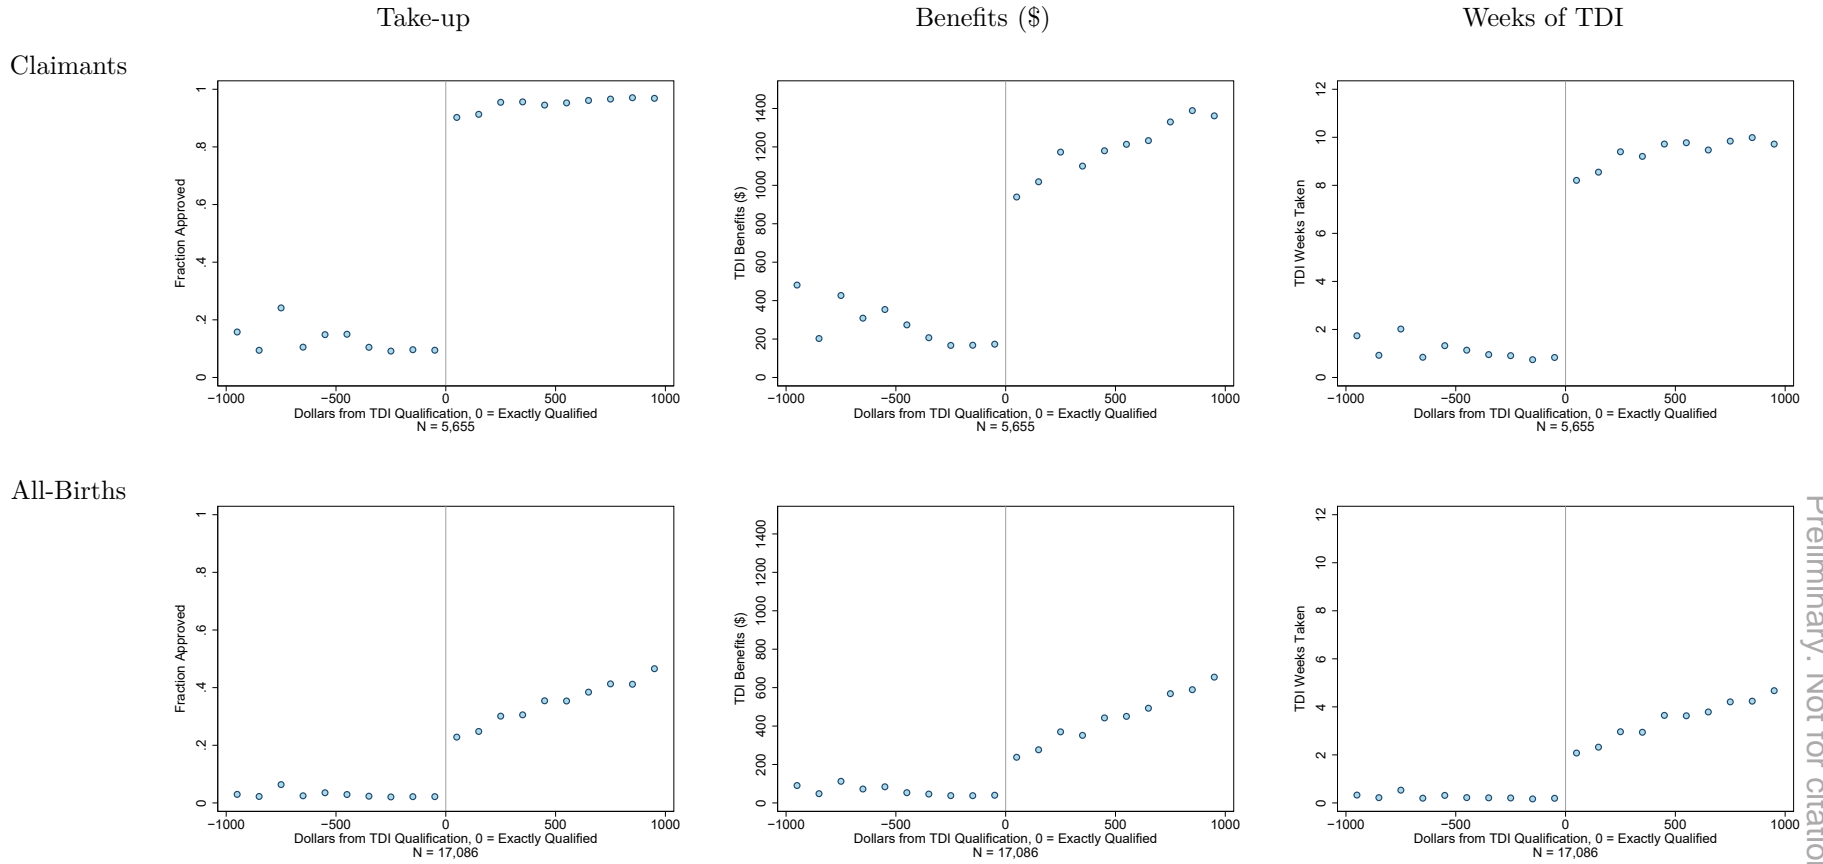 Take-up
Benefits ($)
Weeks of TDI
Claimants
Fraction Approved
0 .2 .4 .6 .8 1
−1000 −500 0 500 1000
Dollars from TDI Qualification, 0 = Exactly Qualified
N = 5,655
TDI Benefits ($)
0 200 400 600 800 1000 1200 1400
−1000 −500 0 500 1000
Dollars from TDI Qualification, 0 = Exactly Qualified
N = 5,655
TDI Weeks Taken
0 2 4 6 8 10 12
−1000 −500 0 500 1000
Dollars from TDI Qualification, 0 = Exactly Qualified
N = 5,655
All-Births
Fraction Approved
0 .2 .4 .6 .8 1
−1000 −500 0 500 1000
Dollars from TDI Qualification, 0 = Exactly Qualified
N = 17,086
TDI Benefits ($)
0 200 400 600 800 1000 1200 1400
−1000 −500 0 500 1000
Dollars from TDI Qualification, 0 = Exactly Qualified
N = 17,086
TDI Weeks Taken
0 2 4 6 8 10 12
−1000 −500 0 500 1000
Dollars from TDI Qualification, 0 = Exactly Qualified
N = 17,086
Preliminary. Not for citation